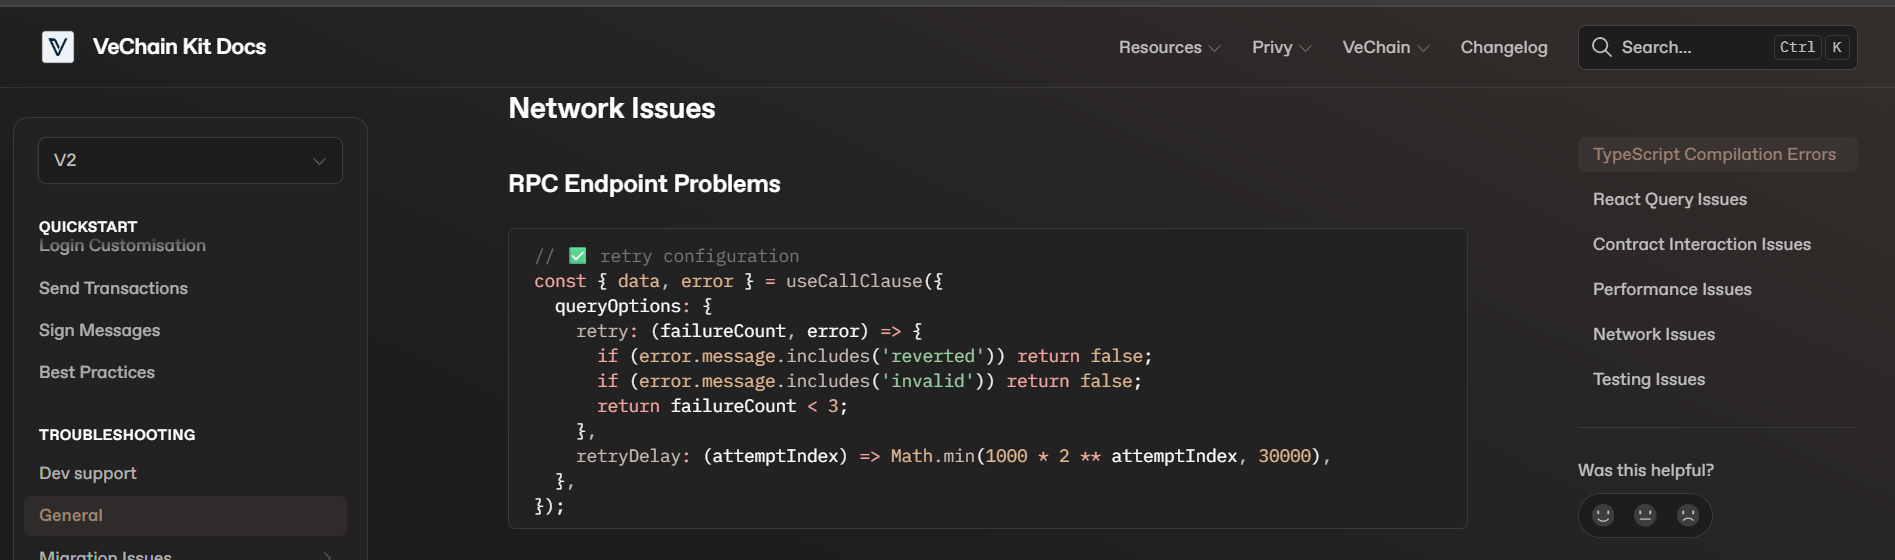 VeChain Kit Docs
Resources
Privy
VeChain
Changelog
Search...
Ctrl K
V2
QUICKSTART
Login Customisation
Send Transactions
Sign Messages
Best Practices
TROUBLESHOOTING
Dev support
General
Migration Issues
Network Issues
RPC Endpoint Problems
// ✅ retry configuration
const { data, error } = useCallClause({
  queryOptions: {
    retry: (failureCount, error) => {
      if (error.message.includes('reverted')) return false;
      if (error.message.includes('invalid')) return false;
      return failureCount < 3;
    },
    retryDelay: (attemptIndex) => Math.min(1000 * 2 ** attemptIndex, 30000),
  },
});
TypeScript Compilation Errors
React Query Issues
Contract Interaction Issues
Performance Issues
Network Issues
Testing Issues
Was this helpful?